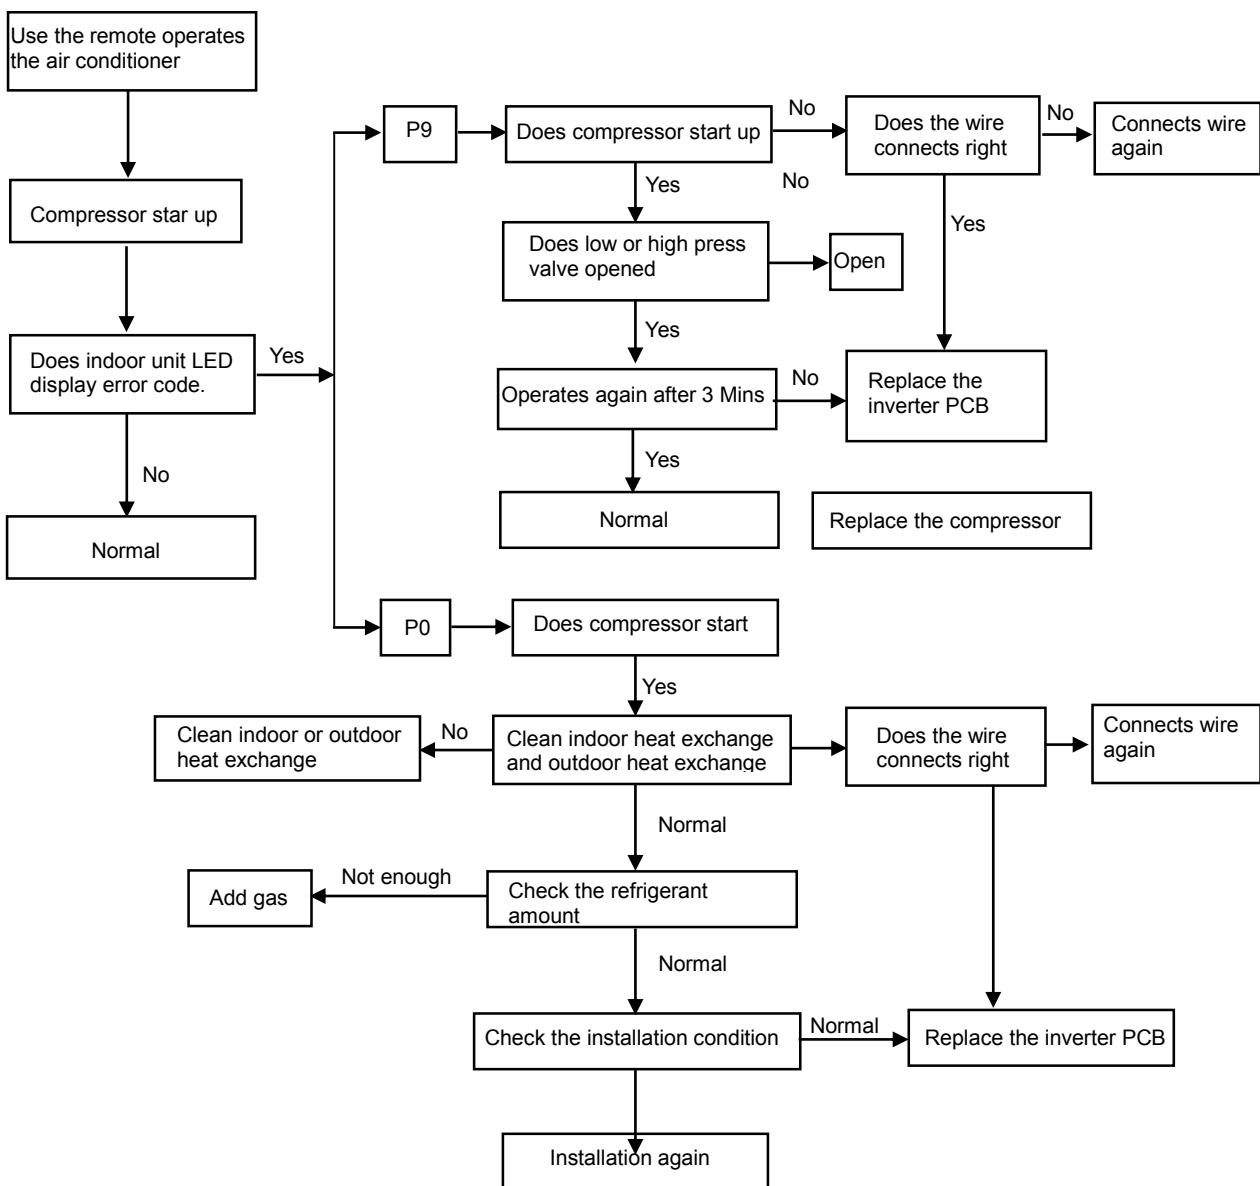 Use the remote operates
the air conditioner
Compressor star up
Does indoor unit LED
display error code.
Yes
No
Normal
P9
Does compressor start up
No
Does the wire
connects right
No
Connects wire
again
Yes
No
Yes
Does low or high press
valve opened
Open
Yes
Operates again after 3 Mins
No
Replace the
inverter PCB
Yes
Normal
Replace the compressor
P0
Does compressor start
Yes
Clean indoor or outdoor
heat exchange
No
Clean indoor heat exchange
and outdoor heat exchange
Does the wire
connects right
Connects wire
again
Normal
Add gas
Not enough
Check the refrigerant
amount
Normal
Check the installation condition
Normal
Replace the inverter PCB
Installation again